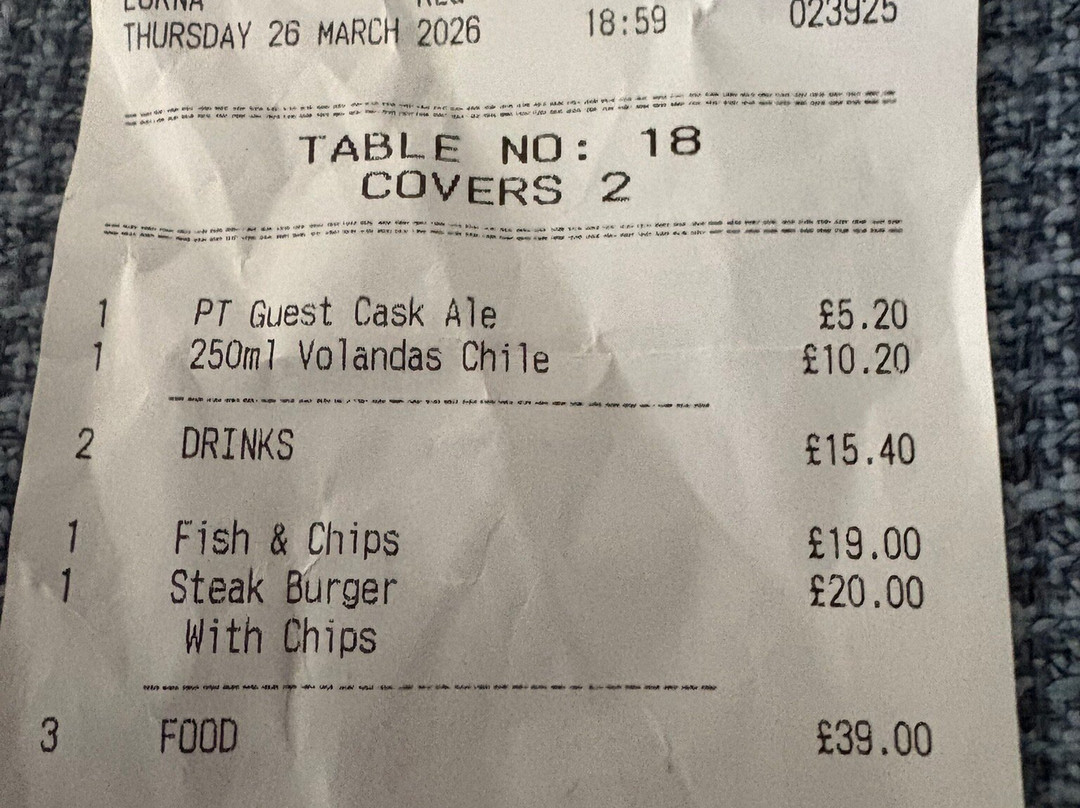 THURSDAY 26 MARCH 2026 18:59 023925
TABLE NO: 18
COVERS 2
1 PT Guest Cask Ale £5.20
1 250ml Volandas Chile £10.20
2 DRINKS £15.40
1 Fish & Chips £19.00
1 Steak Burger £20.00
With Chips
3 FOOD £39.00